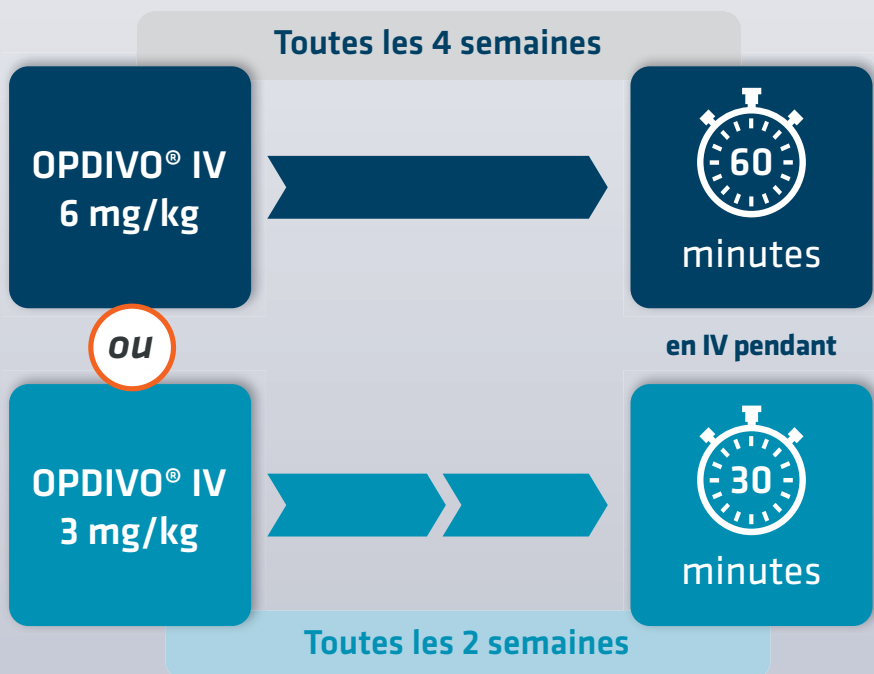 Toutes les 4 semaines
OPDIVO® IV
6 mg/kg
60
minutes
ou
en IV pendant
OPDIVO® IV
3 mg/kg
30
minutes
Toutes les 2 semaines